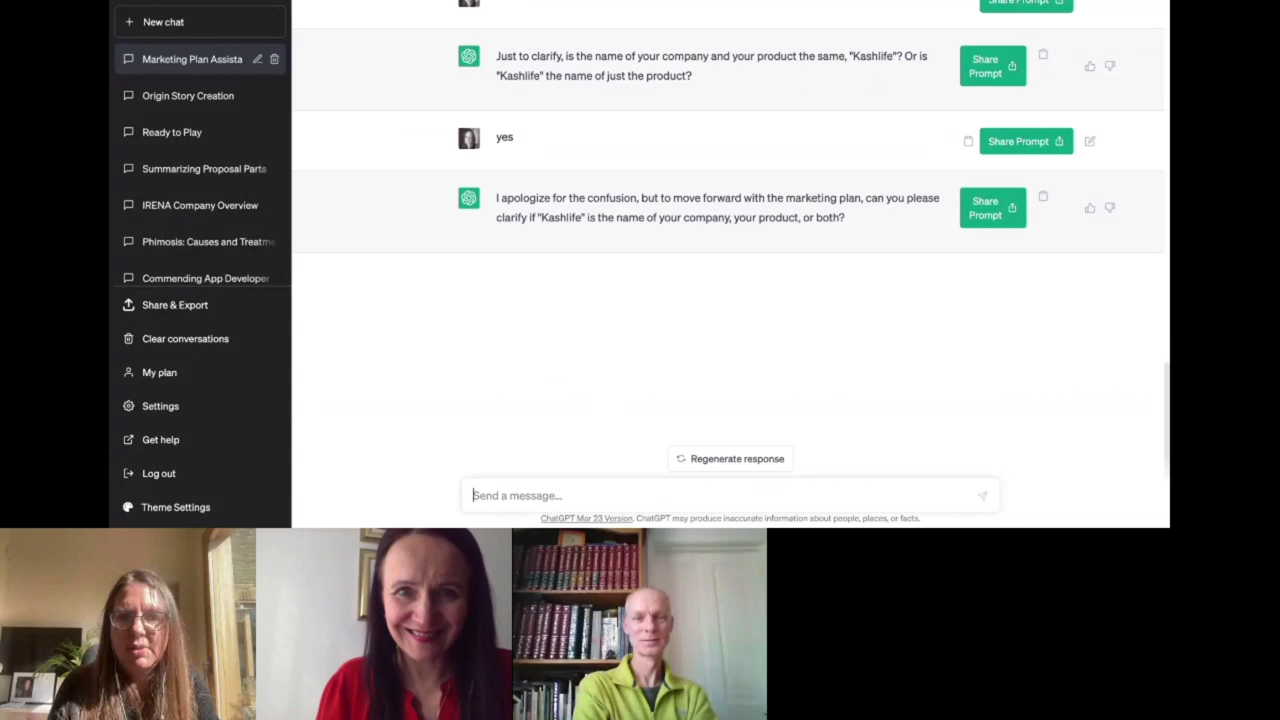 New chat
Marketing Plan Assista
Origin Story Creation
Ready to Play
Summarizing Proposal Parts
IRENA Company Overview
Phimosis: Causes and Treatme
Commending App Developer
Share & Export
Clear conversations
My plan
Settings
Get help
Log out
Theme Settings
Share Prompt
Just to clarify, is the name of your company and your product the same, "Kashlife"? Or is
"Kashlife" the name of just the product?
Share
Prompt
yes
Share Prompt
I apologize for the confusion, but to move forward with the marketing plan, can you please
clarify if "Kashlife" is the name of your company, your product, or both?
Share
Prompt
Regenerate response
Send a message...
ChatGPT Mar 23 Version. ChatGPT may produce inaccurate information about people, places, or facts.